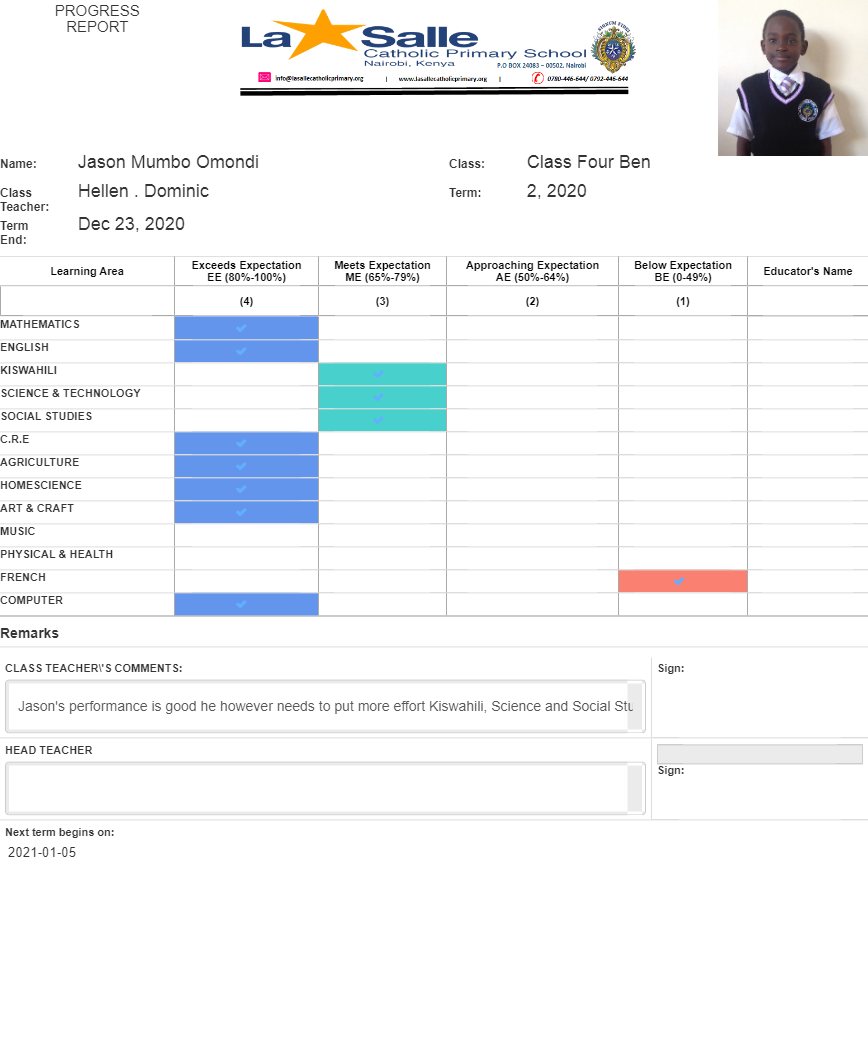 PROGRESS
REPORT
La Salle
Catholic Primary School
Nairobi, Kenya
P.O BOX 24083 – 00502, Nairobi
info@lasallecatholicprimary.org | www.lasallecatholicprimary.org | 0780-446-644/ 0792-446-644
Name: Jason Mumbo Omondi Class: Class Four Ben
Class Teacher: Hellen . Dominic Term: 2, 2020
Term End: Dec 23, 2020
Learning Area Exceeds Expectation EE (80%-100%) Meets Expectation ME (65%-79%) Approaching Expectation AE (50%-64%) Below Expectation BE (0-49%) Educator's Name
(4) (3) (2) (1)
MATHEMATICS
ENGLISH
KISWAHILI
SCIENCE & TECHNOLOGY
SOCIAL STUDIES
C.R.E
AGRICULTURE
HOMESCIENCE
ART & CRAFT
MUSIC
PHYSICAL & HEALTH
FRENCH
COMPUTER
Remarks
CLASS TEACHER\'S COMMENTS: Sign:
Jason's performance is good he however needs to put more effort Kiswahili, Science and Social Stu
HEAD TEACHER
Sign:
Next term begins on:
2021-01-05